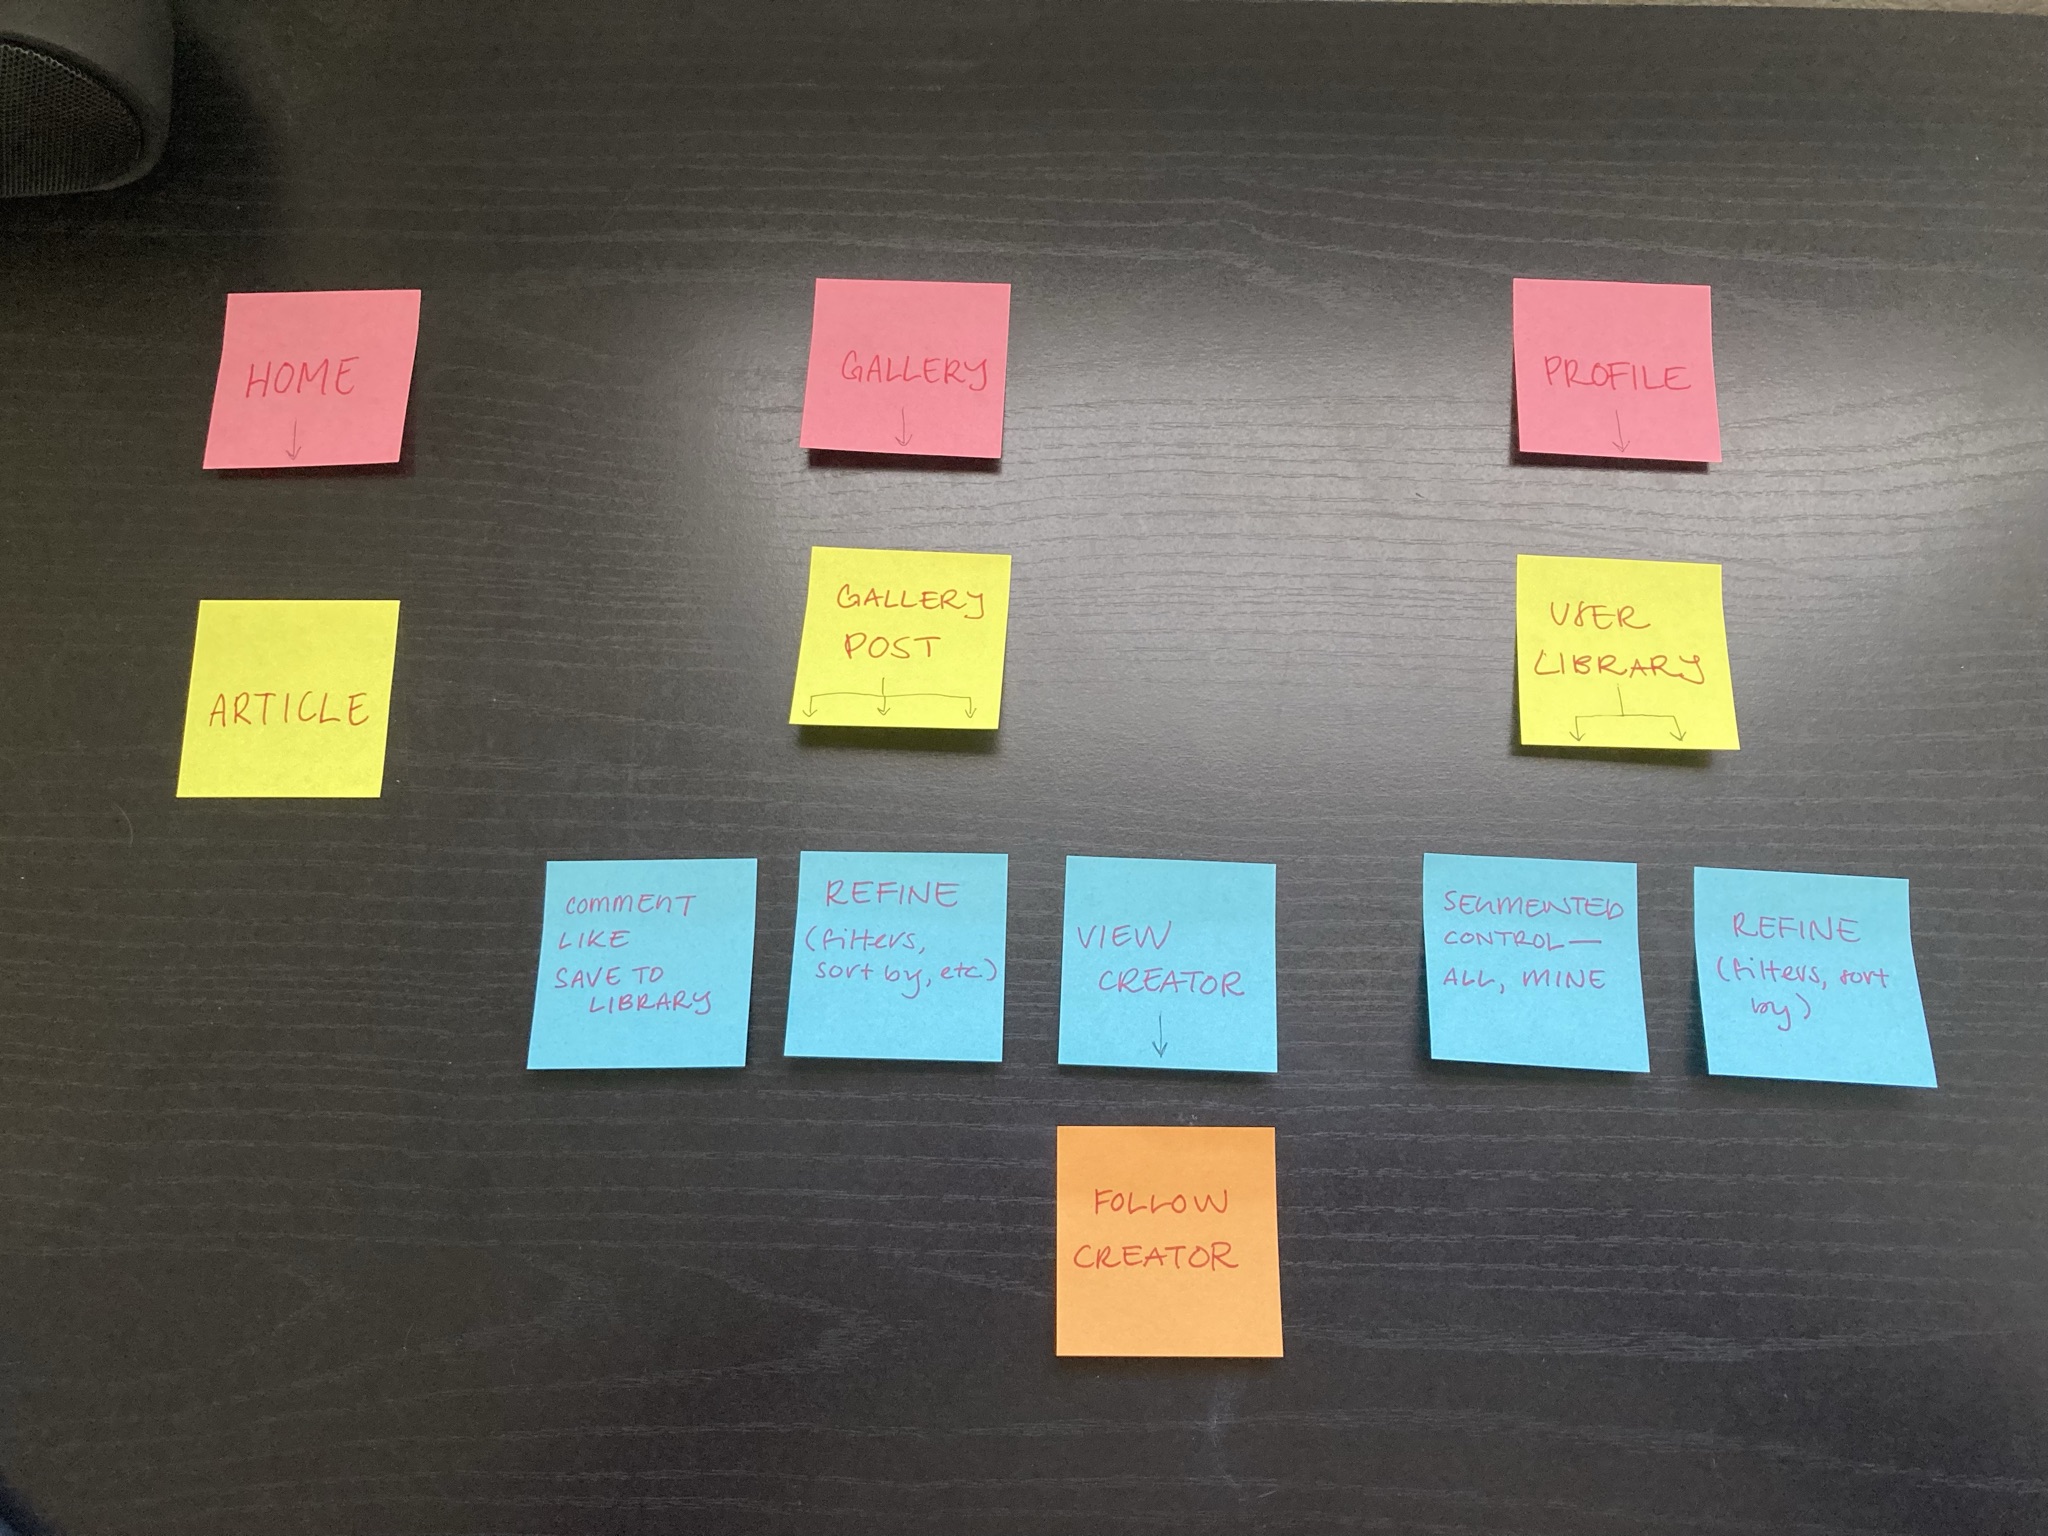 HOME
GALLERY
PROFILE
ARTICLE
GALLERY
POST
USER
LIBRARY
COMMENT
LIKE
SAVE TO
LIBRARY
REFINE
(filters,
sort by, etc)
VIEW
CREATOR
SEGMENTED
CONTROL—
ALL, MINE
REFINE
(filters, sort
by)
FOLLOW
CREATOR